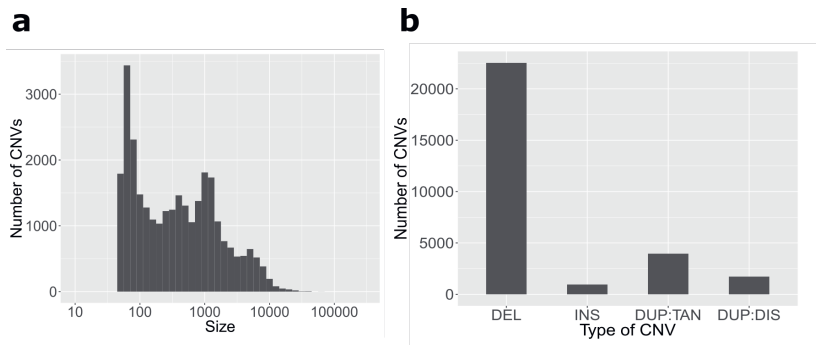 a
Number of CNVs
3000
2000
1000
0
10 100 1000 10000 100000
Size
b
Number of CNVs
20000
15000
10000
5000
0
DEL INS DUP:TAN DUP:DIS
Type of CNV